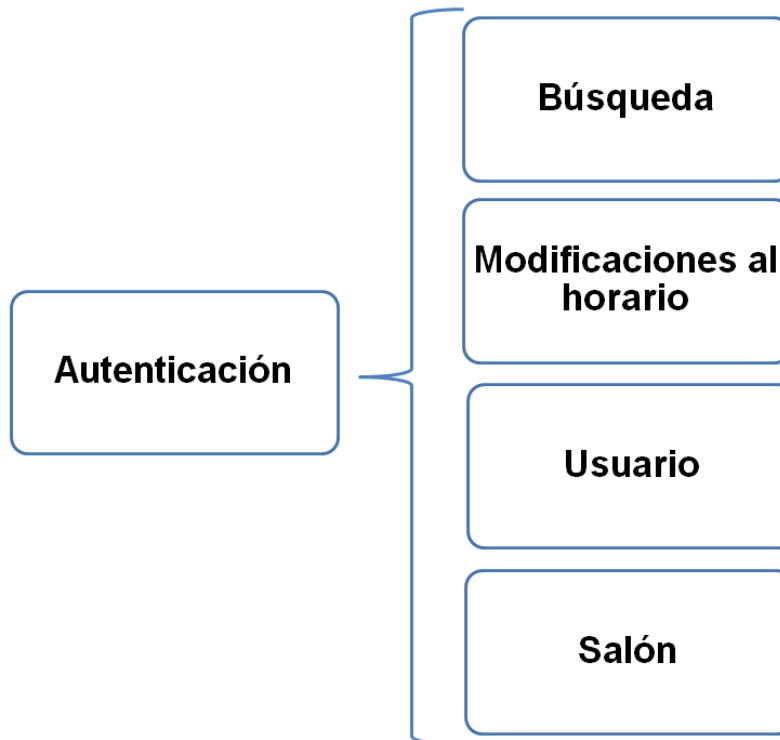 Búsqueda
Modificaciones al
horario
Autenticación
Usuario
Salón